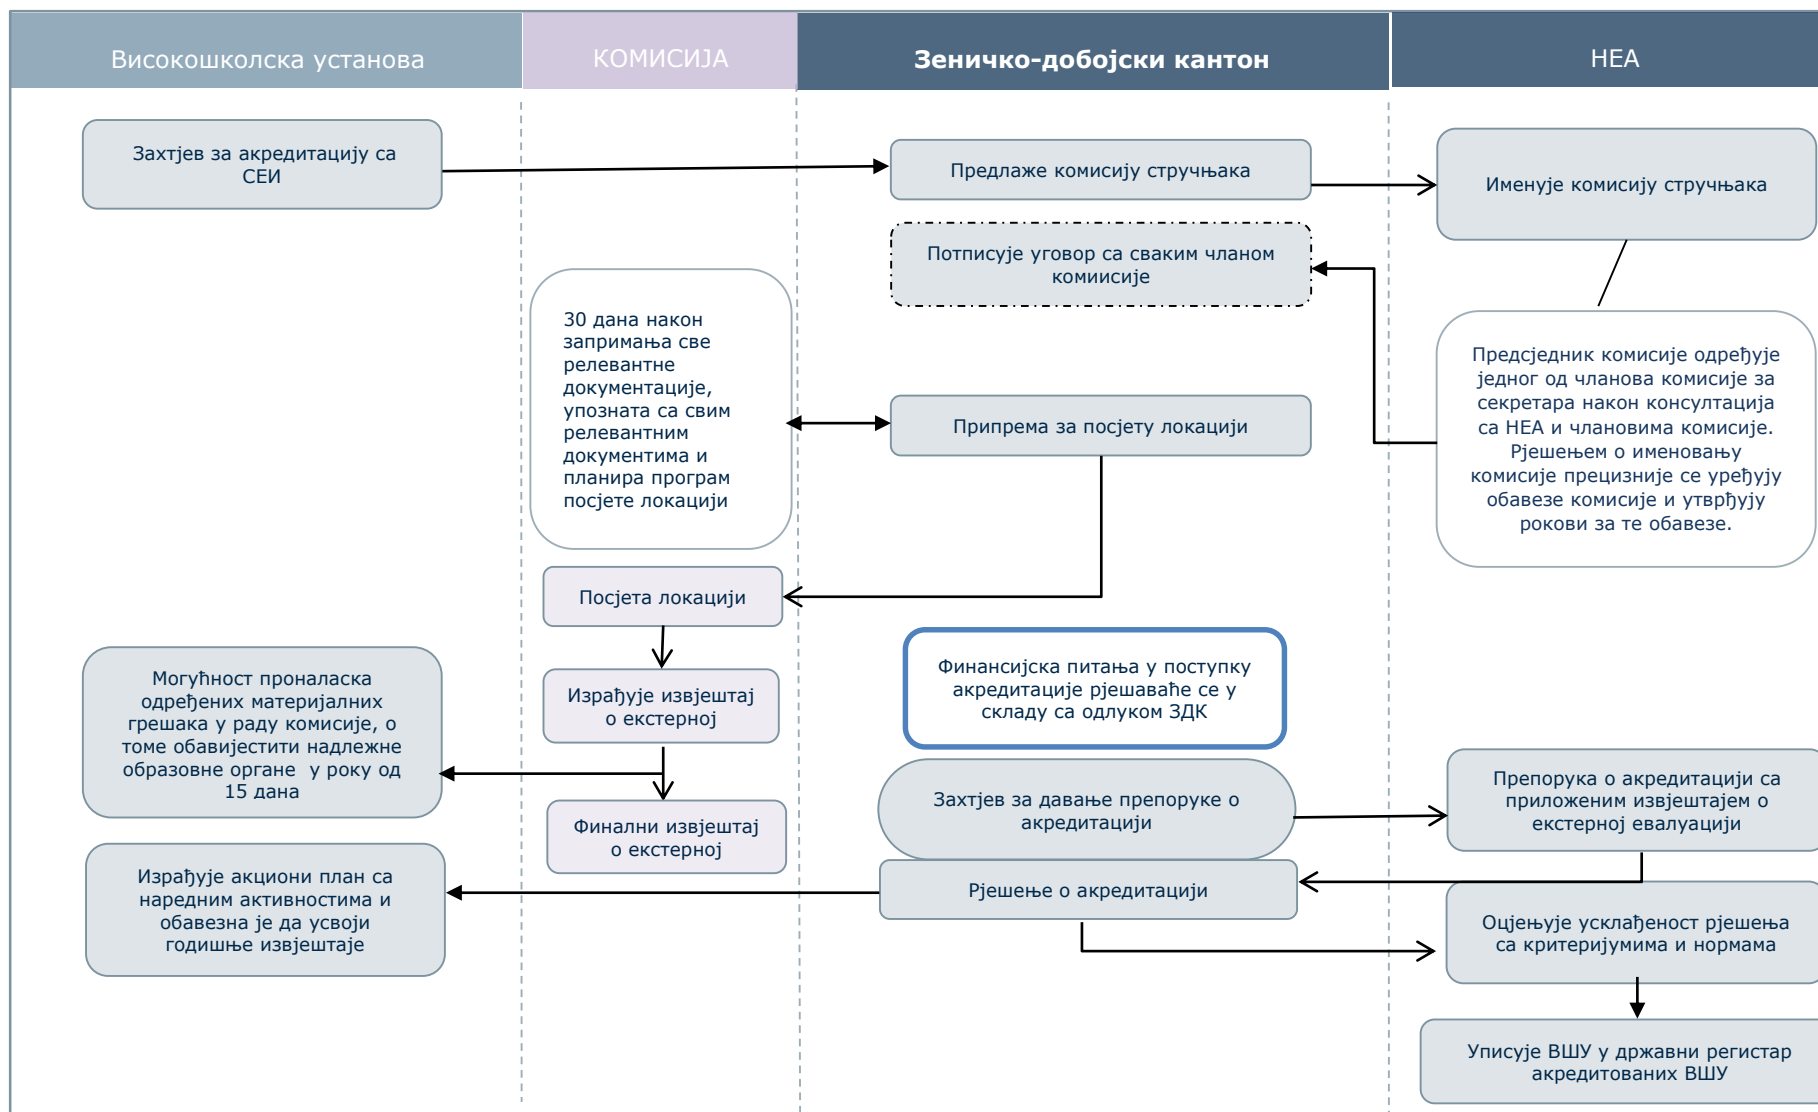 Високошколска установа
КОМИСИЈА
Зеничко-добојски кантон
НЕА
Захтјев за акредитацију са
СЕИ
Предлаже комисију стручњака
Именује комисију стручњака
Потписује уговор са сваким чланом
комиисије
30 дана након
запримања све
релевантне
документације,
упозната са свим
релевантним
документима и
планира програм
посјете локацији
Припрема за посјету локацији
Предсједник комисије одређује
једног од чланова комисије за
секретара након консултација
са НЕА и члановима комисије.
Рјешењем о именовању
комисије прецизније се уређују
обавезе комисије и утврђују
рокови за те обавезе.
Посјета локацији
Израђује извјештај
о екстерној
Финансијска питања у поступку
акредитације рјешаваће се у
складу са одлуком ЗДК
Могућност проналаска
одређених материјалних
грешака у раду комисије, о
томе обавијестити надлежне
образовне органе  у року од
15 дана
Финални извјештај
о екстерној
Захтјев за давање препоруке о
акредитацији
Препорука о акредитацији са
приложеним извјештајем о
екстерној евалуацији
Израђује акциони план са
наредним активностима и
обавезна је да усвоји
годишње извјештаје
Рјешење о акредитацији
Оцјењује усклађеност рјешења
са критеријумима и нормама
Уписује ВШУ у државни регистар
акредитованих ВШУ